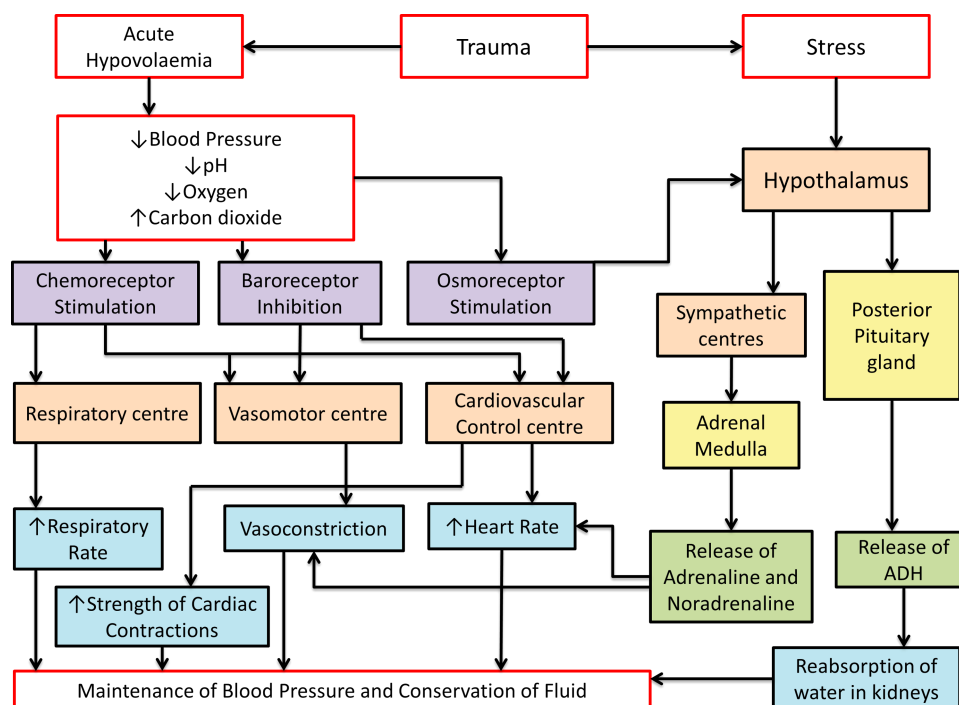 Acute
Hypovolaemia
Trauma
Stress
↓Blood Pressure
↓pH
↓Oxygen
↑Carbon dioxide
Hypothalamus
Chemoreceptor
Stimulation
Baroreceptor
Inhibition
Osmoreceptor
Stimulation
Sympathetic
centres
Posterior
Pituitary
gland
Respiratory centre
Vasomotor centre
Cardiovascular
Control centre
Adrenal
Medulla
↑Respiratory
Rate
Vasoconstriction
↑Heart Rate
Release of
Adrenaline and
Noradrenaline
Release of
ADH
↑Strength of Cardiac
Contractions
Reabsorption of
water in kidneys
Maintenance of Blood Pressure and Conservation of Fluid